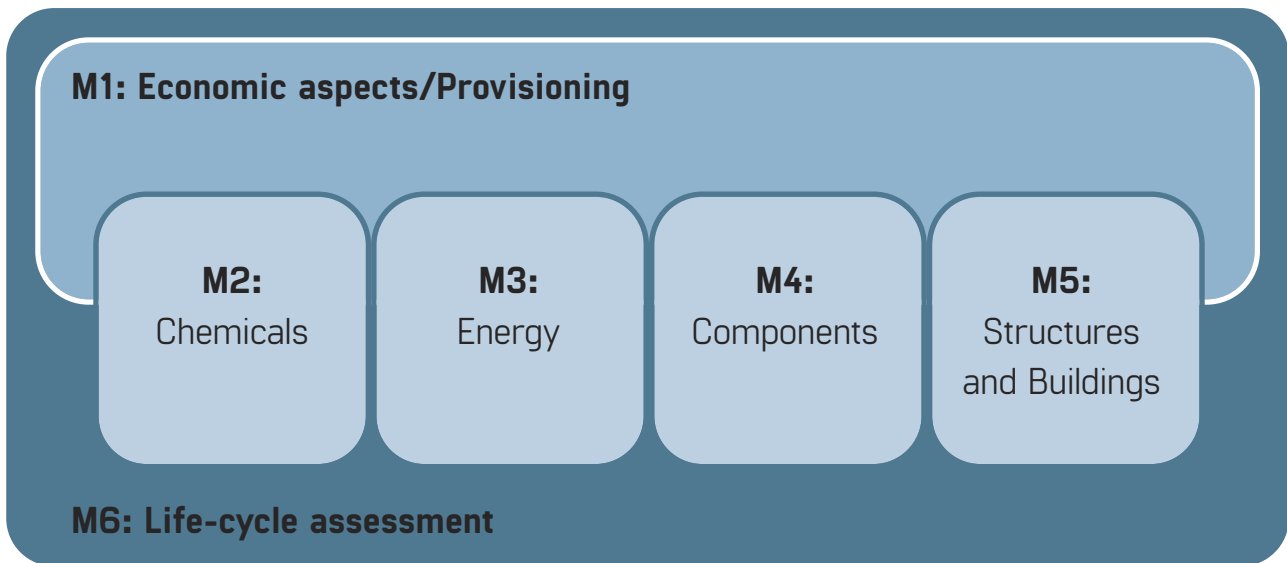 M1: Economic aspects/Provisioning
M2:
Chemicals
M3:
Energy
M4:
Components
M5:
Structures
and Buildings
M6: Life-cycle assessment